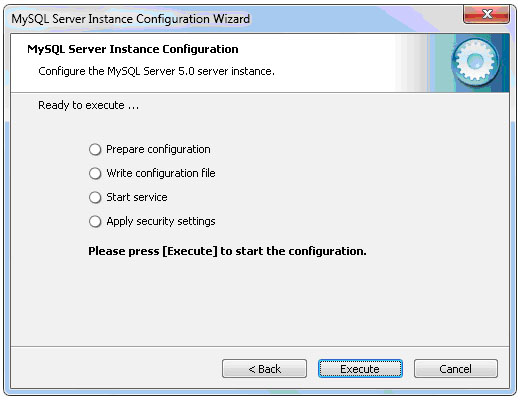 MySQL Server Instance Configuration Wizard
MySQL Server Instance Configuration
Configure the MySQL Server 5.0 server instance.
Ready to execute ...
Prepare configuration
Write configuration file
Start service
Apply security settings
Please press [Execute] to start the configuration.
< Back
Execute
Cancel